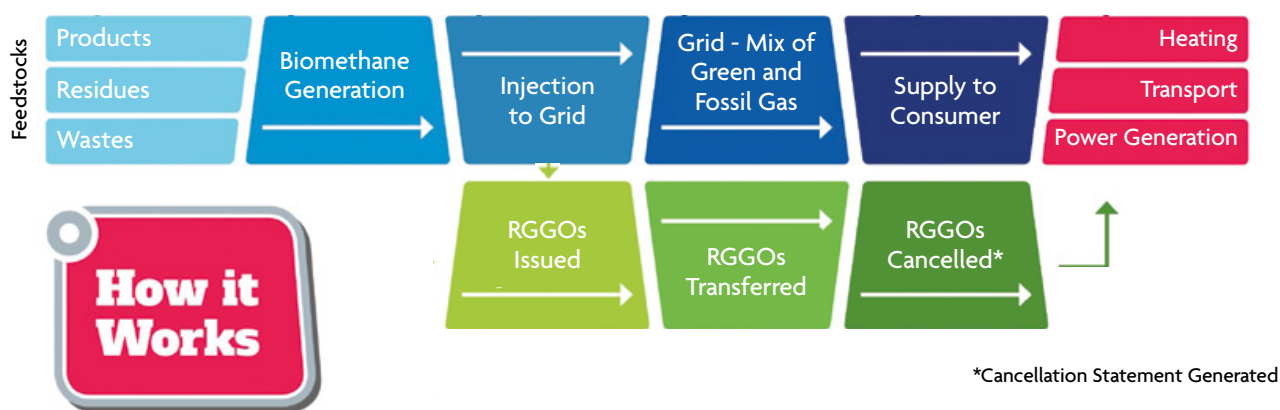 Feedstocks
Products
Residues
Wastes
Biomethane
Generation
Injection
to Grid
Grid - Mix of
Green and
Fossil Gas
Supply to
Consumer
Heating
Transport
Power Generation
RGGOs
Issued
RGGOs
Transferred
RGGOs
Cancelled*
How it
Works
*Cancellation Statement Generated